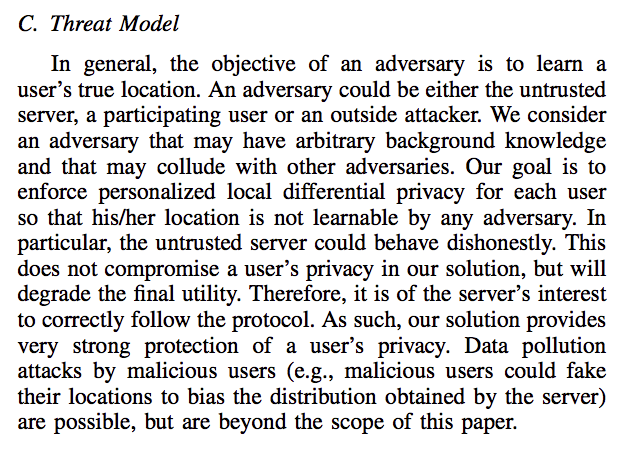 C. Threat Model
In general, the objective of an adversary is to learn a
user's true location. An adversary could be either the untrusted
server, a participating user or an outside attacker. We consider
an adversary that may have arbitrary background knowledge
and that may collude with other adversaries. Our goal is to
enforce personalized local differential privacy for each user
so that his/her location is not learnable by any adversary. In
particular, the untrusted server could behave dishonestly. This
does not compromise a user's privacy in our solution, but will
degrade the final utility. Therefore, it is of the server's interest
to correctly follow the protocol. As such, our solution provides
very strong protection of a user's privacy. Data pollution
attacks by malicious users (e.g., malicious users could fake
their locations to bias the distribution obtained by the server)
are possible, but are beyond the scope of this paper.